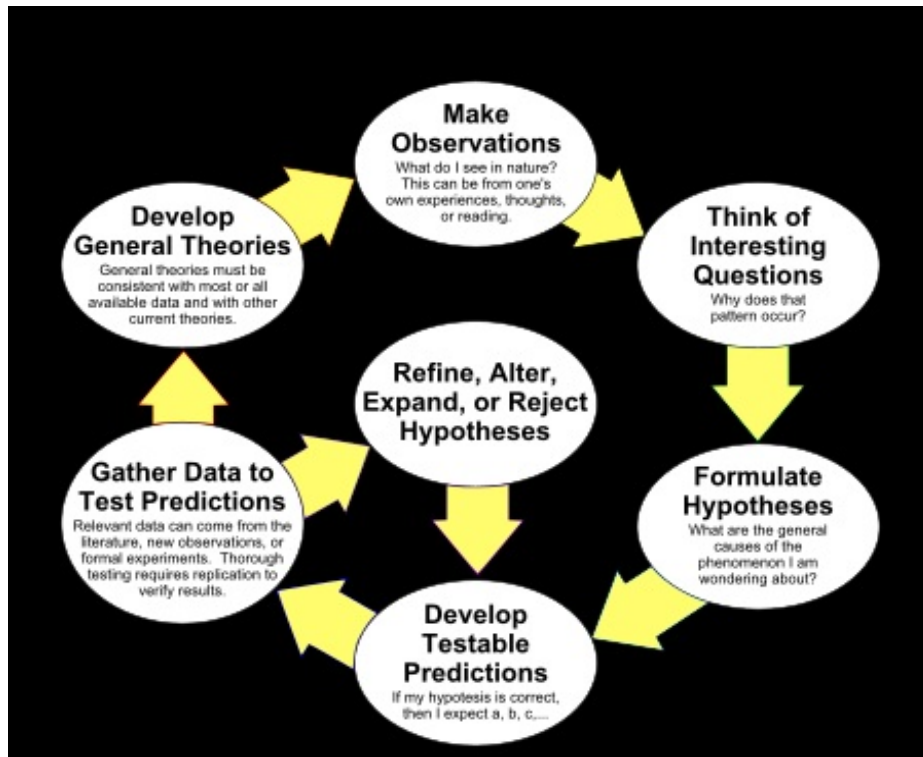 Make
Observations
What do I see in nature?
This can be from one's
own experiences, thoughts,
or reading.
Think of
Interesting
Questions
Why does that
pattern occur?
Formulate
Hypotheses
What are the general
causes of the
phenomenon I am
wondering about?
Develop
Testable
Predictions
If my hypotesis is correct,
then I expect a, b, c,...
Gather Data to
Test Predictions
Relevant data can come from the
literature, new observations, or
formal experiments.  Thorough
testing requires replication to
verify results.
Refine, Alter,
Expand, or Reject
Hypotheses
Develop
General Theories
General theories must be
consistent with most or all
available data and with other
current theories.